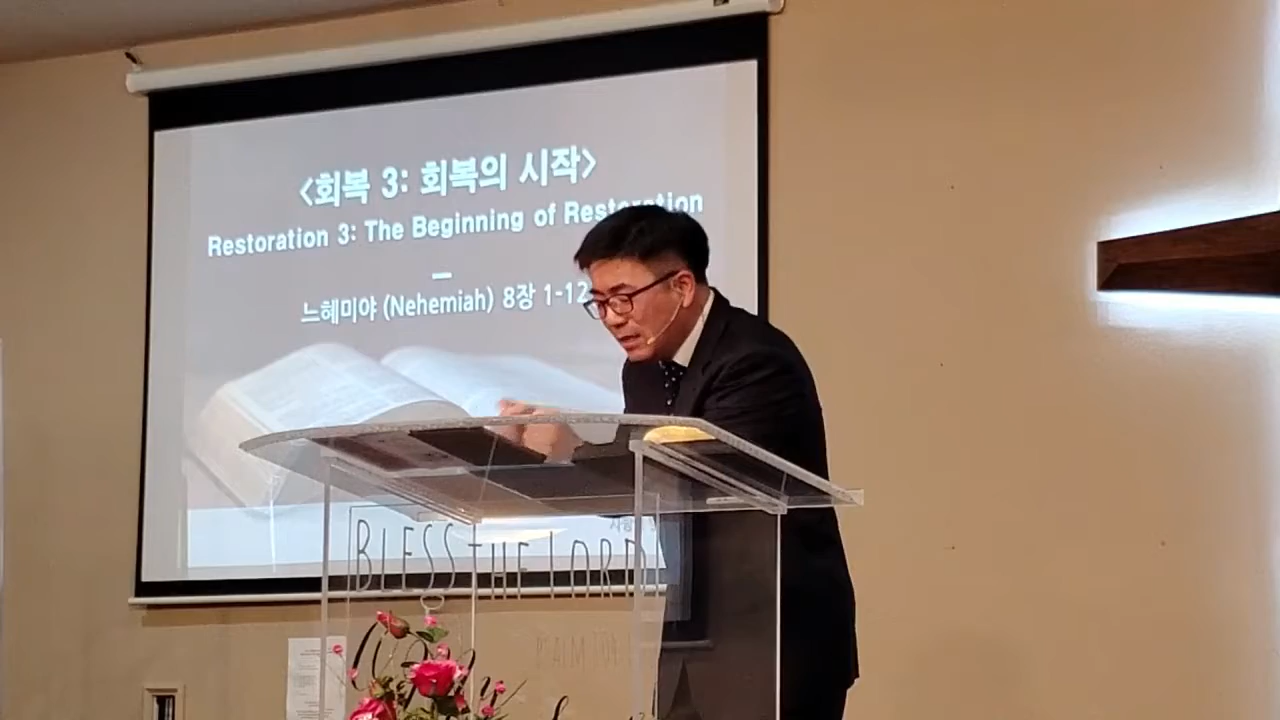 <회복 3: 회복의 시작>
Restoration 3: The Beginning of Restoration
느헤미야 (Nehemiah) 8장 1-12
BLESS THE LORD
PSALM